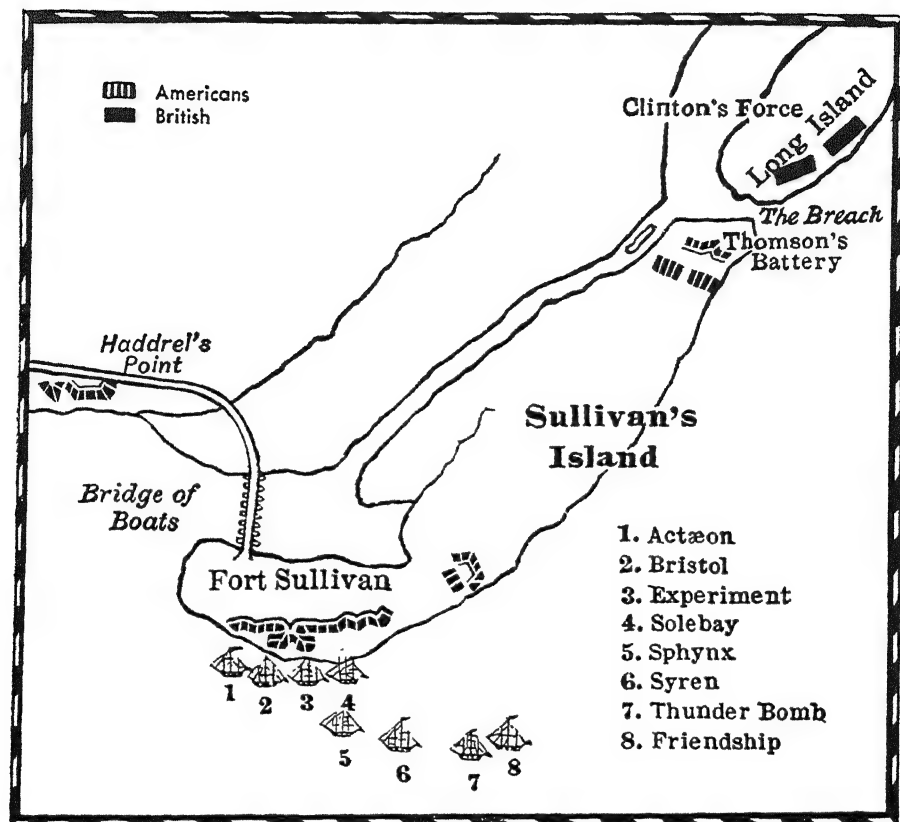 Americans
British
Clinton's Force
Long Island
The Breach
Thomson's
Battery
Haddrel's
Point
Sullivan's
Island
Bridge of
Boats
Fort Sullivan
1
2
3
4
5
6
7
8
1. Actæon
2. Bristol
3. Experiment
4. Solebay
5. Sphynx
6. Syren
7. Thunder Bomb
8. Friendship